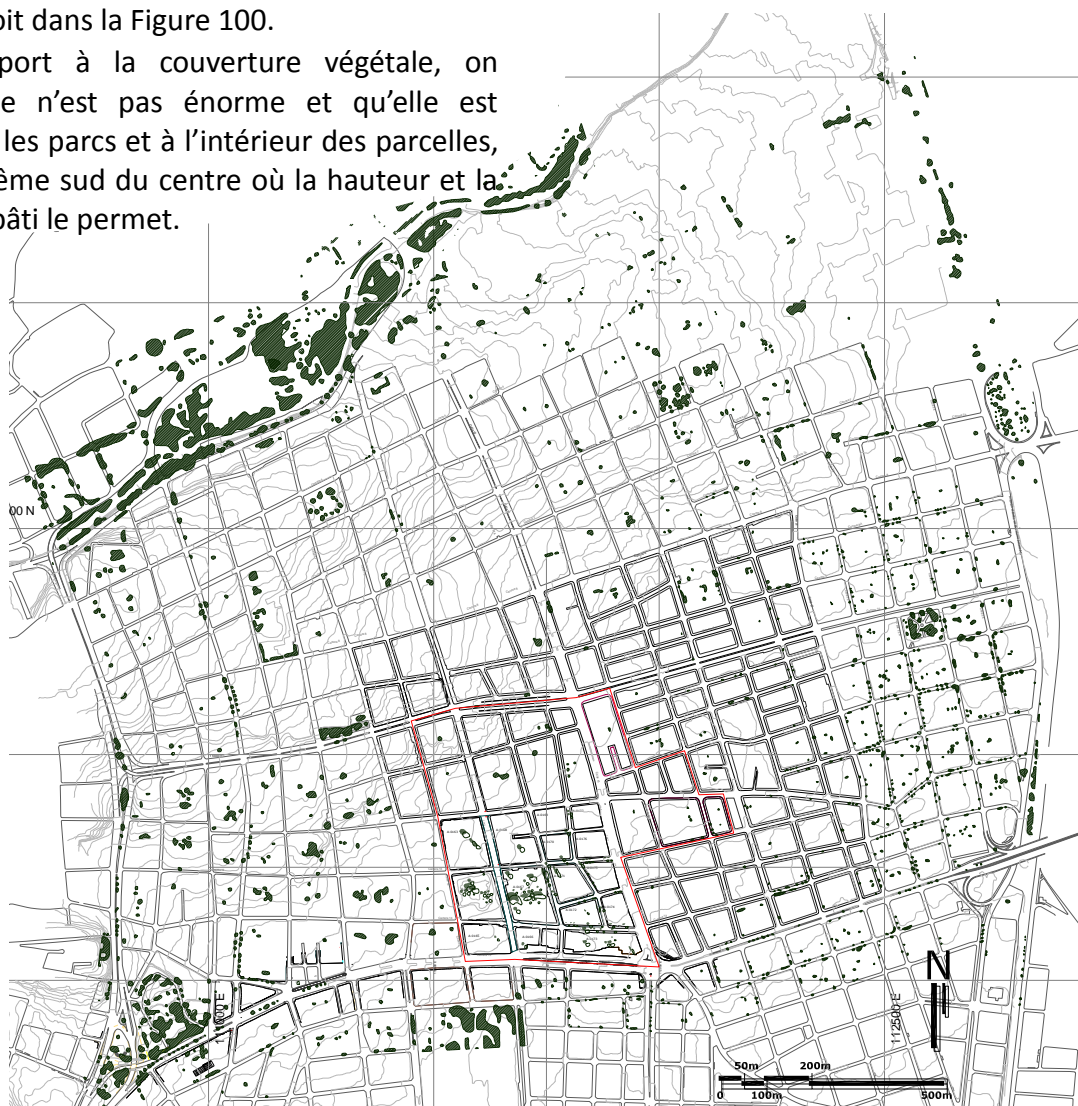 oit dans la Figure 100.
port à la couverture végétale, on
e n'est pas énorme et qu'elle est
les parcs et à l'intérieur des parcelles,
ême sud du centre où la hauteur et la
pâti le permet.
00 N
N
112500 E
50m 200m
0 100m 500m